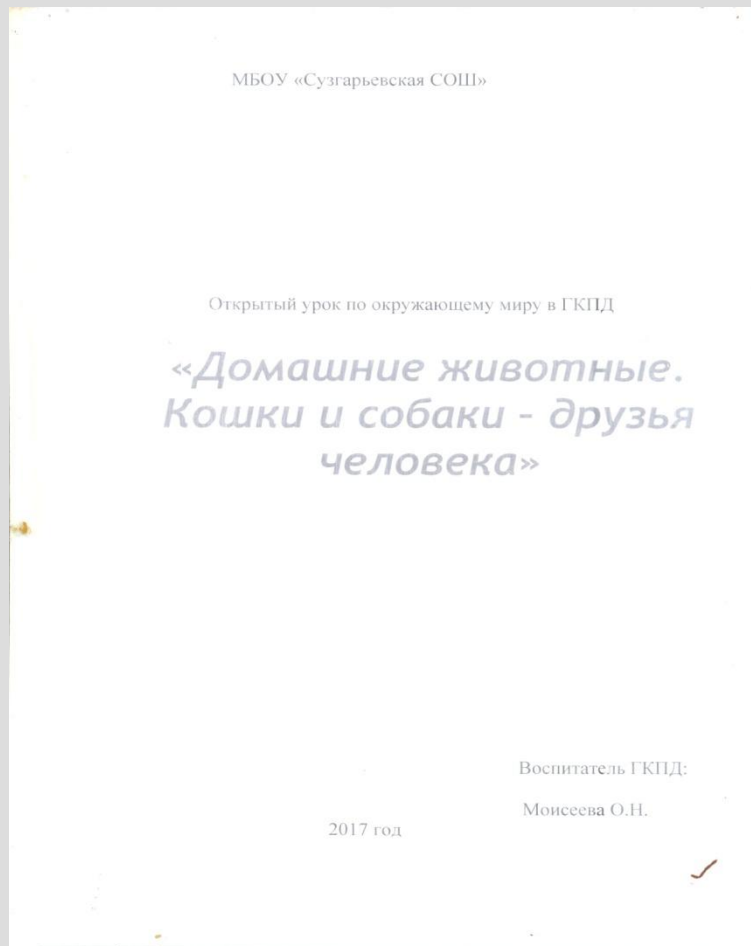 МБОУ «Сузгарьевская СОШ»
Открытый урок по окружающему миру в ГКПД
«Домашние животные.
Кошки и собаки - друзья
человека»
Воспитатель ГКПД:
Моисеева О.Н.
2017 год